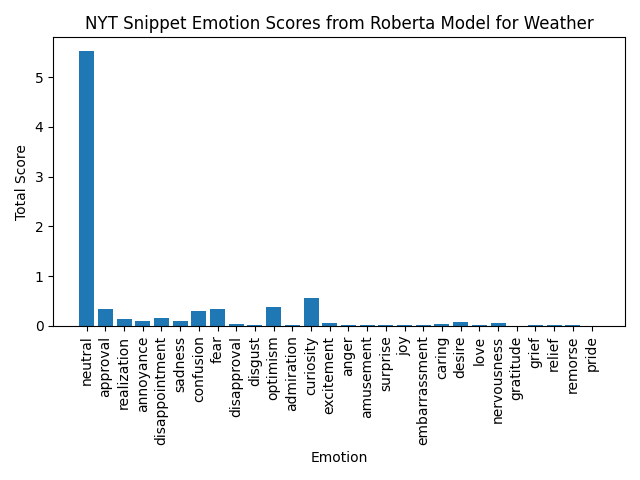 NYT Snippet Emotion Scores from Roberta Model for Weather
Total Score
5
4
3
2
1
0
neutral
approval
realization
annoyance
disappointment
sadness
confusion
fear
disapproval
disgust
optimism
admiration
curiosity
excitement
anger
amusement
surprise
joy
embarrassment
caring
desire
love
nervousness
gratitude
grief
relief
remorse
pride
Emotion